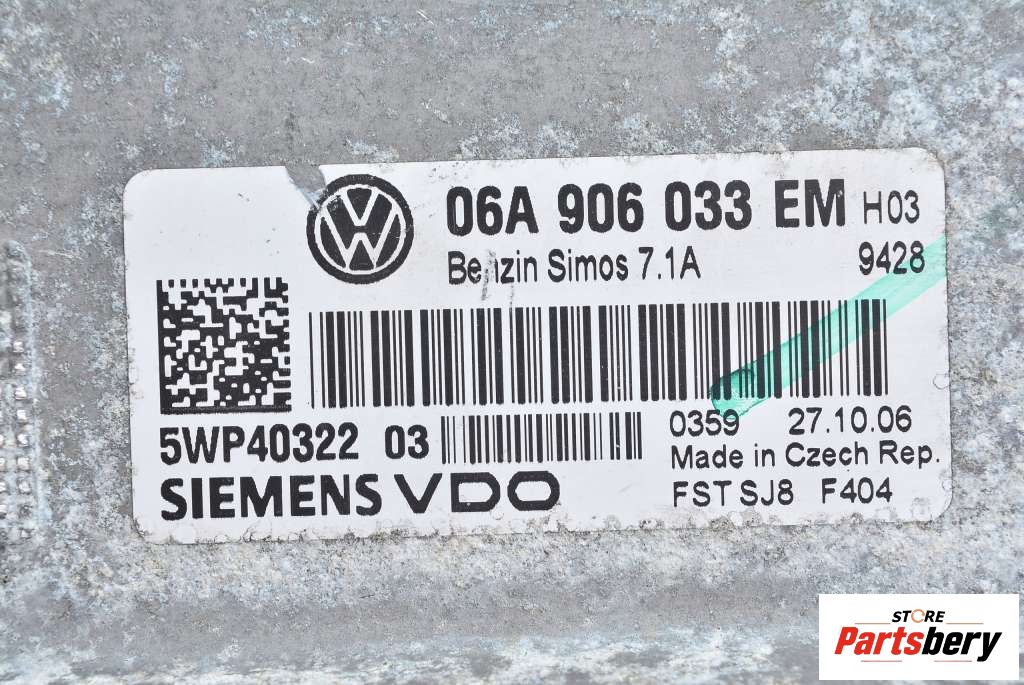 06A 906 033 EM H03
Benzin Simos 7.1A 9428
5WP40322 03
0359 27.10.06
Made in Czech Rep.
SIEMENS VDO
FST SJ8 F404
STORE
Partsbery